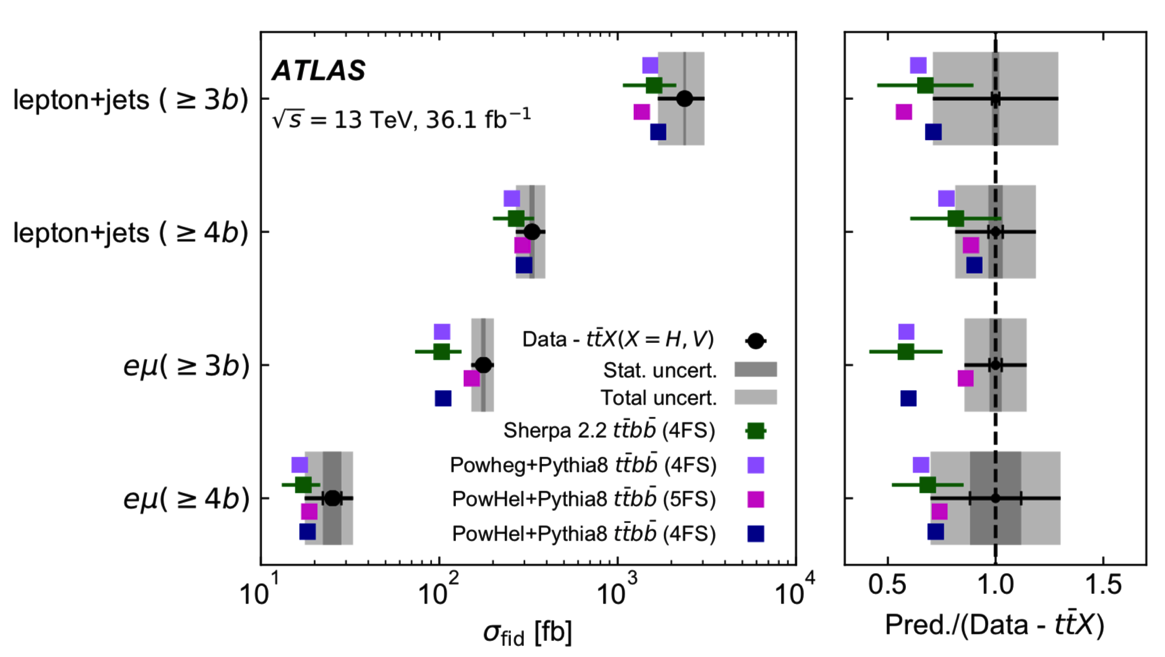 ATLAS
√s = 13 TeV, 36.1 fb⁻¹
lepton+jets ( ≥ 3b)
lepton+jets ( ≥ 4b)
eμ( ≥ 3b)
eμ( ≥ 4b)
Data - tt̄X(X = H, V)
Stat. uncert.
Total uncert.
Sherpa 2.2 tt̄bb̄ (4FS)
Powheg+Pythia8 tt̄bb̄ (4FS)
PowHel+Pythia8 tt̄bb̄ (5FS)
PowHel+Pythia8 tt̄bb̄ (4FS)
10¹ 10² 10³ 10⁴
σfid [fb]
0.5 1.0 1.5
Pred./(Data - tt̄X)